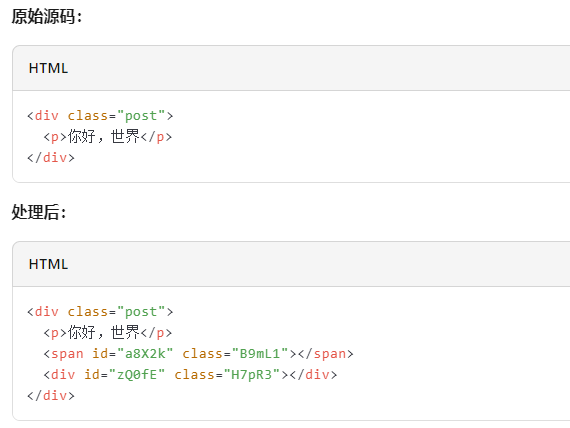 原始源码：
HTML
<div class="post">
  <p>你好，世界</p>
</div>
处理后：
HTML
<div class="post">
  <p>你好，世界</p>
  <span id="a8X2k" class="B9mL1"></span>
  <div id="zQ0fE" class="H7pR3"></div>
</div>